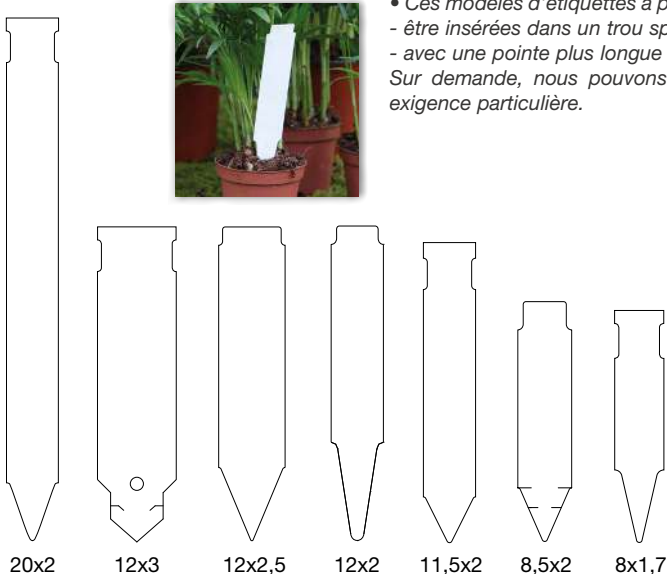 • Ces modèles d'étiquettes à
- être insérées dans un trou
- avec une pointe plus longue
Sur demande, nous pouvons
exigence particulière.
20x2 12x3 12x2,5 12x2 11,5x2 8,5x2 8x1,7